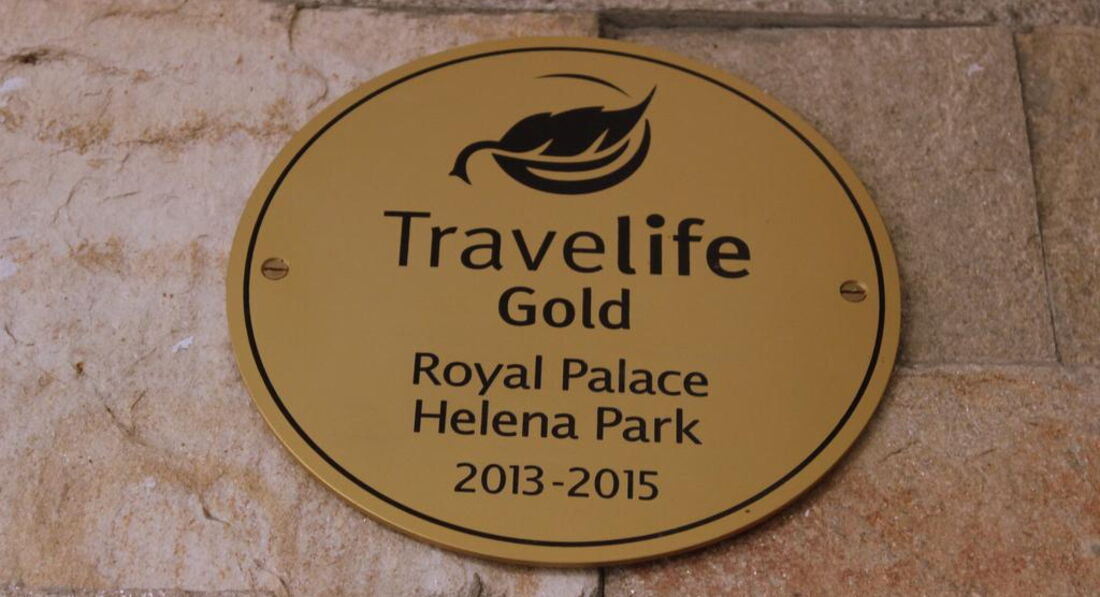 Travelife
Gold
Royal Palace
Helena Park
2013-2015